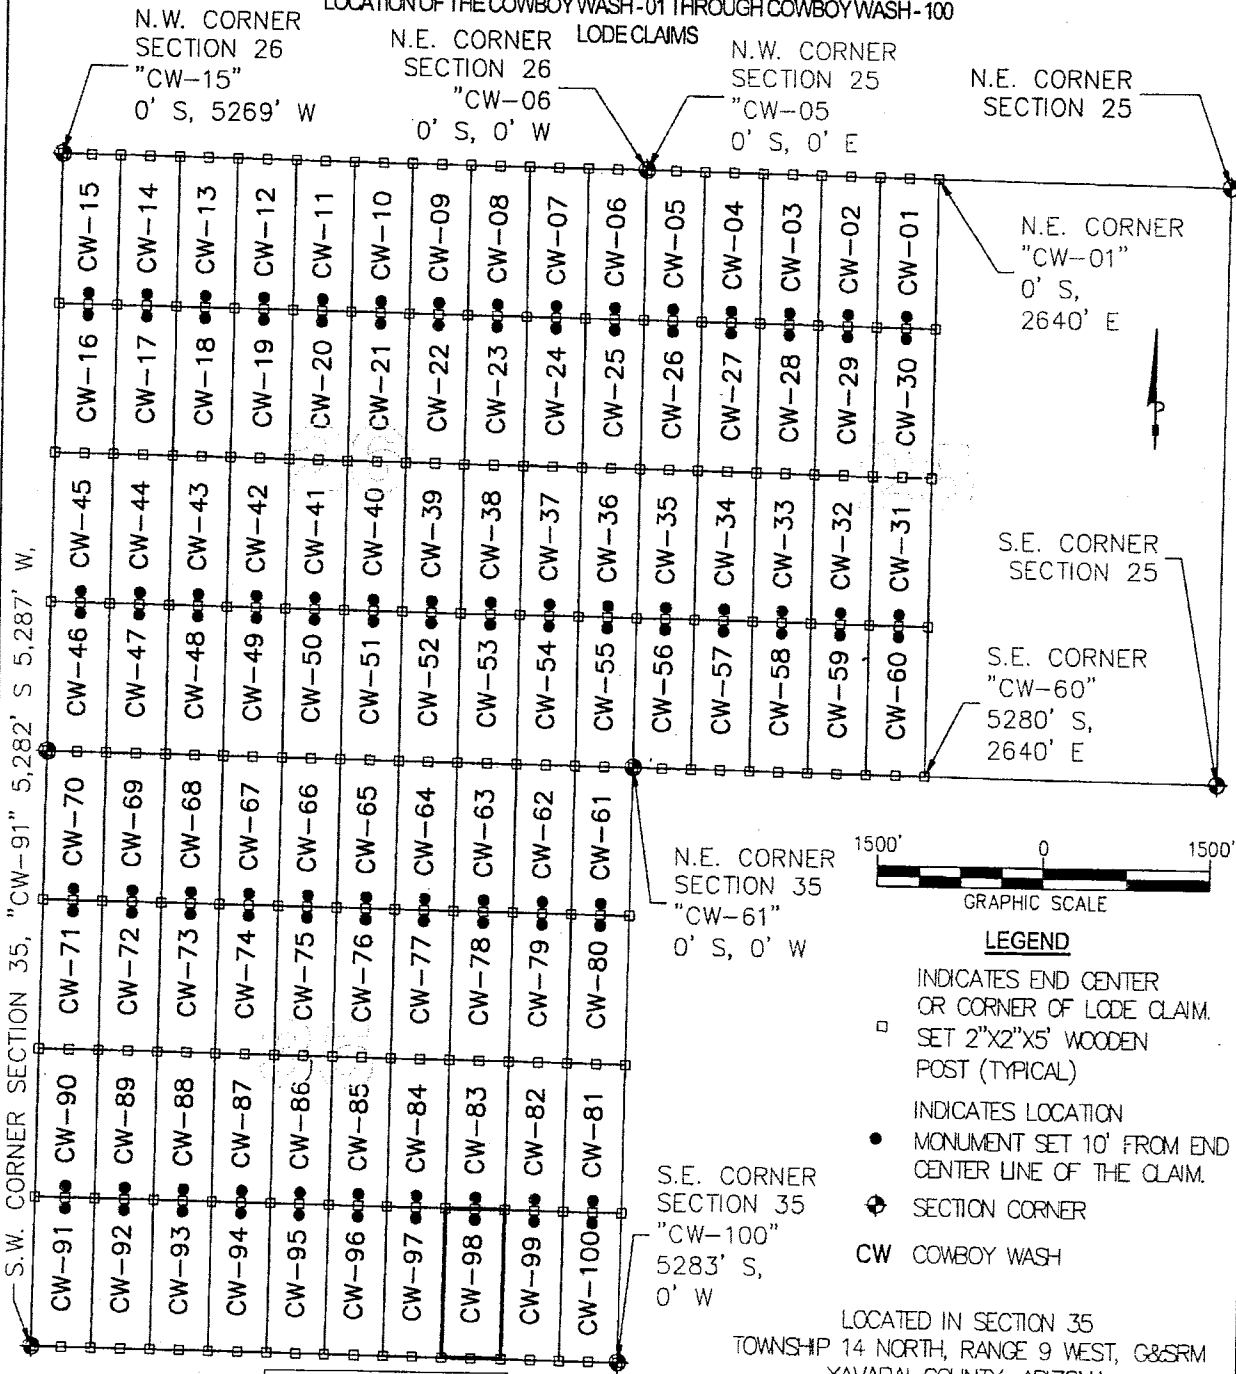 LOCATION OF THE COWBOY WASH-01 THROUGH COWBOY WASH-100
LODE CLAIMS
N.W. CORNER
SECTION 26
"CW-15"
0' S, 5269' W
N.E. CORNER
SECTION 26
"CW-06
0' S, 0' W
N.W. CORNER
SECTION 25
"CW-05
0' S, 0' E
N.E. CORNER
SECTION 25
CW-15 CW-14 CW-13 CW-12 CW-11 CW-10 CW-09 CW-08 CW-07 CW-06 CW-05 CW-04 CW-03 CW-02 CW-01
N.E. CORNER
"CW-01"
0' S,
2640' E
CW-16 CW-17 CW-18 CW-19 CW-20 CW-21 CW-22 CW-23 CW-24 CW-25 CW-26 CW-27 CW-28 CW-29 CW-30
CW-45 CW-44 CW-43 CW-42 CW-41 CW-40 CW-39 CW-38 CW-37 CW-36 CW-35 CW-34 CW-33 CW-32 CW-31
S.E. CORNER
SECTION 25
CW-46 CW-47 CW-48 CW-49 CW-50 CW-51 CW-52 CW-53 CW-54 CW-55 CW-56 CW-57 CW-58 CW-59 CW-60
S.E. CORNER
"CW-60"
5280' S,
2640' E
CW-70 CW-69 CW-68 CW-67 CW-66 CW-65 CW-64 CW-63 CW-62 CW-61
N.E. CORNER
SECTION 35
"CW-61"
0' S, 0' W
CW-71 CW-72 CW-73 CW-74 CW-75 CW-76 CW-77 CW-78 CW-79 CW-80
CW-90 CW-89 CW-88 CW-87 CW-86 CW-85 CW-84 CW-83 CW-82 CW-81
CW-91 CW-92 CW-93 CW-94 CW-95 CW-96 CW-97 CW-98 CW-99 CW-100
S.E. CORNER
SECTION 35
"CW-100"
5283' S,
0' W
S.W. CORNER SECTION 35, "CW-91" 5,282' S 5,287' W,
1500' 0 1500'
GRAPHIC SCALE
LEGEND
INDICATES END CENTER
OR CORNER OF LODE CLAIM.
SET 2"X2"X5' WOODEN
POST (TYPICAL)
INDICATES LOCATION
MONUMENT SET 10' FROM END
CENTER LINE OF THE CLAIM.
SECTION CORNER
CW COWBOY WASH
LOCATED IN SECTION 35
TOWNSHIP 14 NORTH, RANGE 9 WEST, G&SRM
YAVAPAI COUNTY, ARIZONA